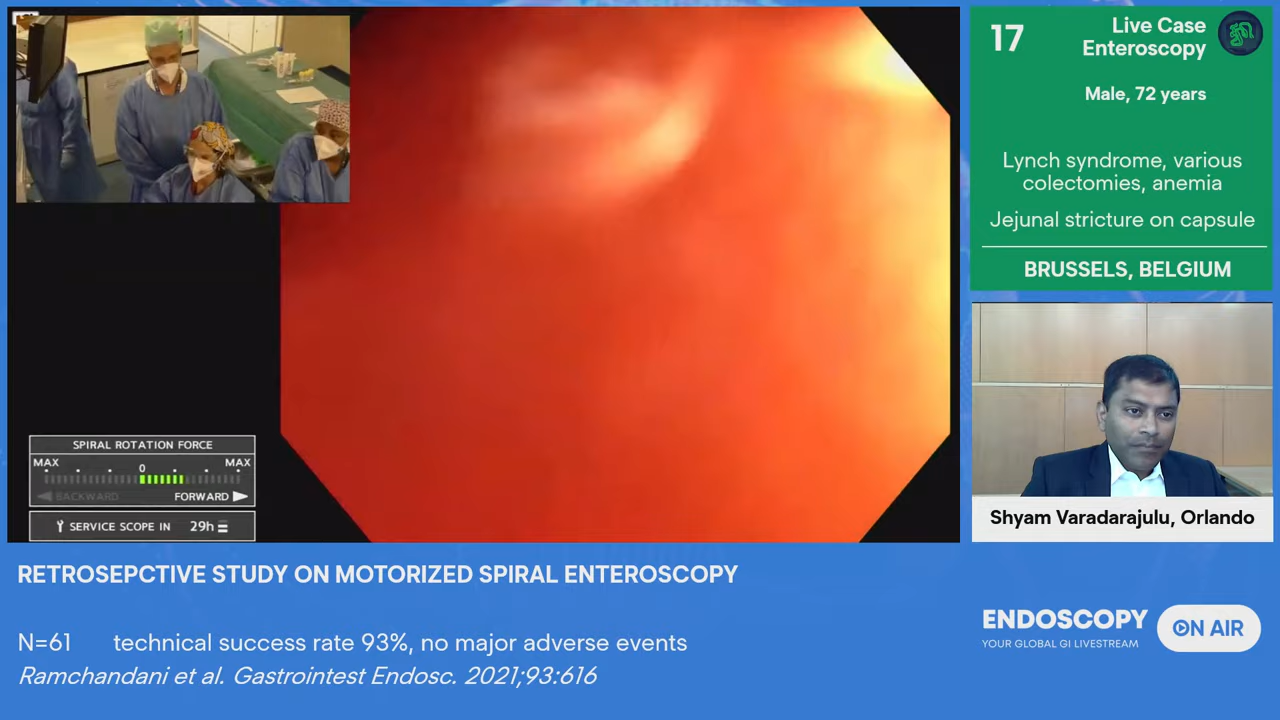 17
Live Case
Enteroscopy
Male, 72 years
Lynch syndrome, various
colectomies, anemia
Jejunal stricture on capsule
BRUSSELS, BELGIUM
SPIRAL ROTATION FORCE
MAX 0 MAX
BACKWARD FORWARD
SERVICE SCOPE IN 29h
Shyam Varadarajulu, Orlando
RETROSEPCTIVE STUDY ON MOTORIZED SPIRAL ENTEROSCOPY
N=61 technical success rate 93%, no major adverse events
Ramchandani et al. Gastrointest Endosc. 2021;93:616
ENDOSCOPY
YOUR GLOBAL GI LIVESTREAM
ON AIR